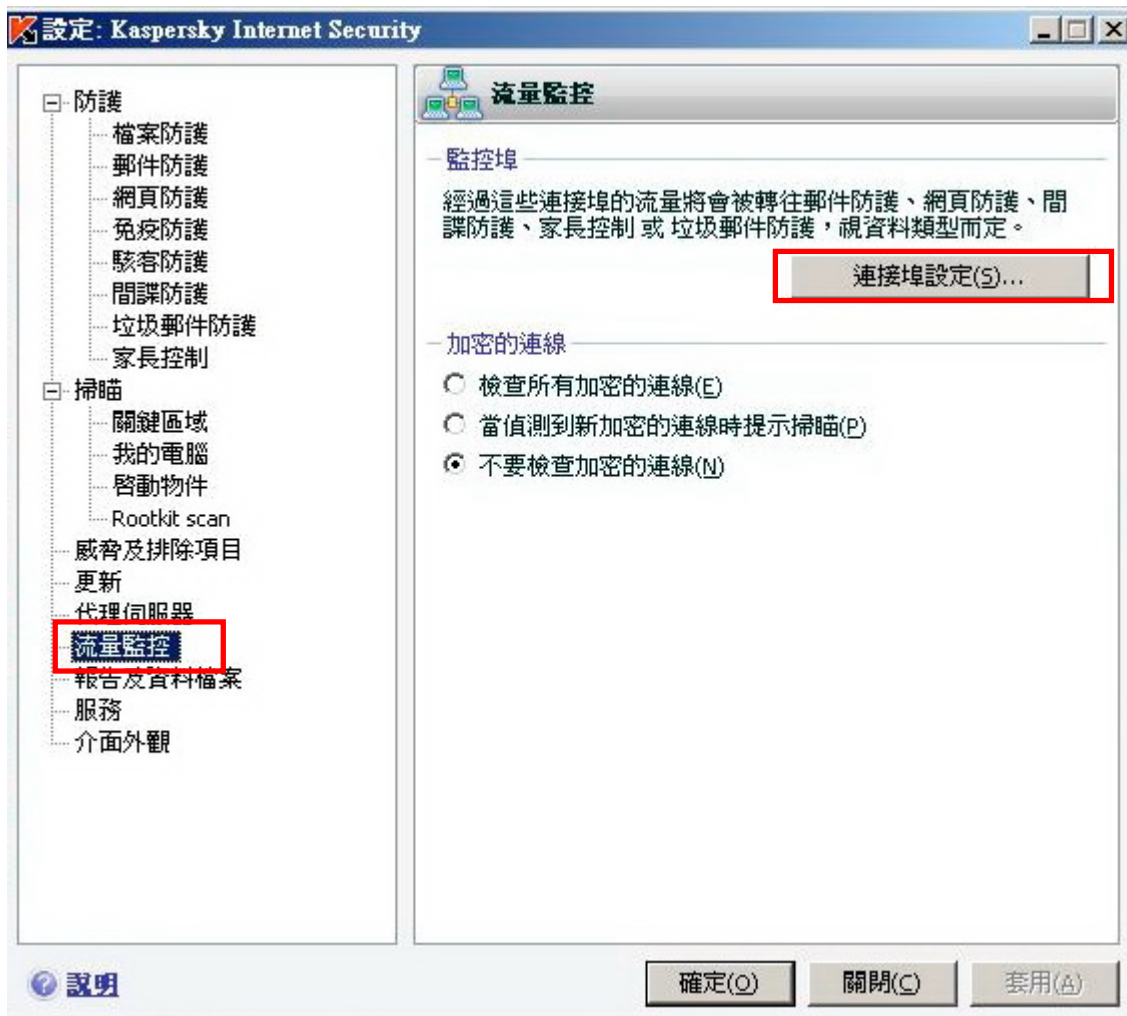 設定: Kaspersky Internet Security
防護
檔案防護
郵件防護
網頁防護
免疫防護
駭客防護
間諜防護
垃圾郵件防護
家長控制
掃瞄
關鍵區域
我的電腦
啓動物件
Rootkit scan
威脅及排除項目
更新
代理伺服器
流量監控
報告及資料檔案
服務
介面外觀
流量監控
監控埠
經過這些連接埠的流量將會被轉往郵件防護、網頁防護、間
諜防護、家長控制 或 垃圾郵件防護，視資料類型而定。
連接埠設定(S)...
加密的連線
檢查所有加密的連線(E)
當偵測到新加密的連線時提示掃瞄(P)
不要檢查加密的連線(N)
說明
確定(O)
關閉(C)
套用(A)